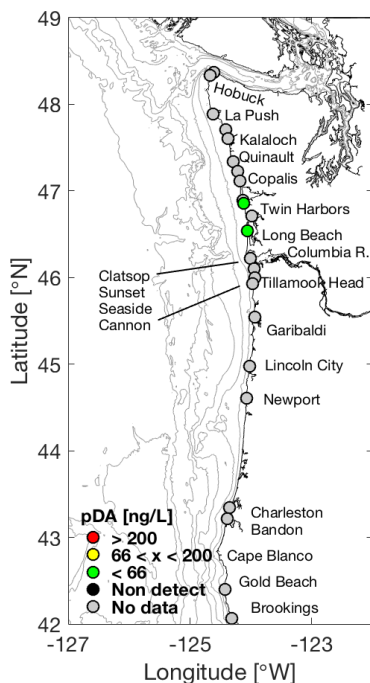 49
48
47
46
45
44
43
42
Latitude [°N]
Hobuck
La Push
Kalaloch
Quinault
Copalis
Twin Harbors
Long Beach
Columbia R.
Tillamook Head
Clatsop
Sunset
Seaside
Cannon
Garibaldi
Lincoln City
Newport
Charleston
Bandon
Cape Blanco
Gold Beach
Brookings
pDA [ng/L]
> 200
66 < x < 200
< 66
Non detect
No data
-127
-125
-123
Longitude [°W]